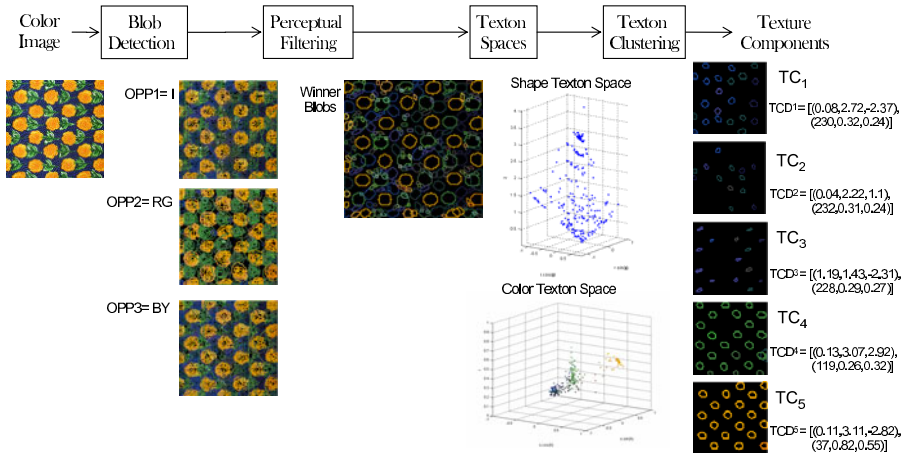 Color
Image
Blob
Detection
Perceptual
Filtering
Texton
Spaces
Texton
Clustering
Texture
Components
OPP1= I
OPP2= RG
OPP3= BY
Winner
Blobs
Shape Texton Space
Color Texton Space
TC1
TCD1 = [(0.08,2.72,-2.37),
(230,0.32,0.24)]
TC2
TCD2 = [(0.04,2.22,1.1),
(232,0.31,0.24)]
TC3
TCD3 = [(1.19,1.43,-2.31),
(228,0.29,0.27)]
TC4
TCD4 = [(0.13,3.07,2.92),
(119,0.26,0.32)]
TC5
TCD5 = [(0.11,3.11,-2.82),
(37,0.82,0.55)]